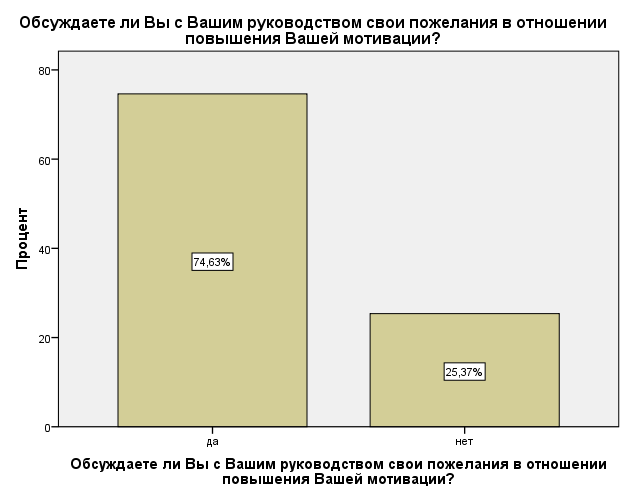 Обсуждаете ли Вы с Вашим руководством свои пожелания в отношении
повышения Вашей мотивации?
80
60
40
20
0
Процент
74,63%
25,37%
да
нет
Обсуждаете ли Вы с Вашим руководством свои пожелания в отношении
повышения Вашей мотивации?